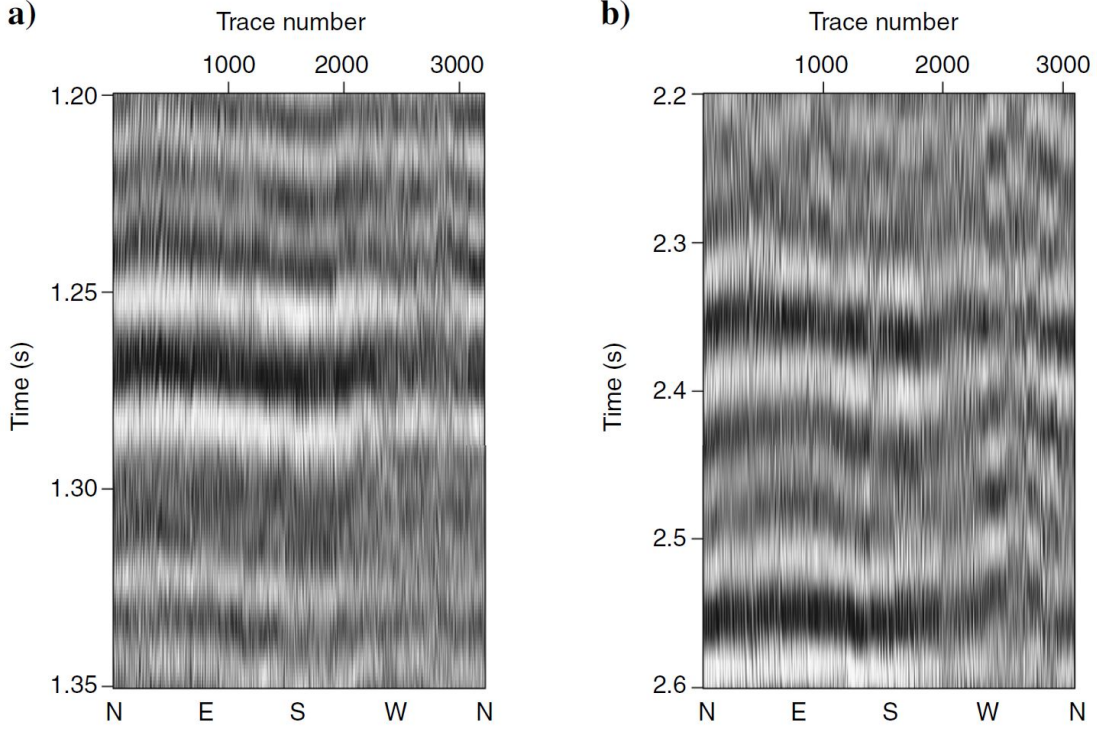 a)
Trace number
1000 2000 3000
1.20
1.25
1.30
1.35
Time (s)
N E S W N
b)
Trace number
1000 2000 3000
2.2
2.3
2.4
2.5
2.6
Time (s)
N E S W N